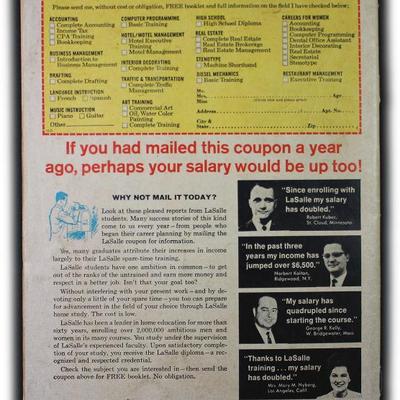 Please send me, without cost or obligation, FREE booklet and full information on the field I have checked below;
ACCOUNTING
Complete Accounting
Income Tax
CPA Training
Bookkeeping
BUSINESS MANAGEMENT
Introduction to
Business Management
DRAFTING
Complete Drafting
LANGUAGE INSTRUCTION
French
Spanish
MUSIC INSTRUCTION
Piano
Guitar
Other
COMPUTER PROGRAMMING
Basic Training
HOTEL/MOTEL MANAGEMENT
Hotel Executive
Training
Motel Management
INTERIOR DECORATING
Complete Training
TRAFFIC & TRANSPORTATION
Complete Traffic
Management
ART TRAINING
Commercial Art
Oil, Water Color
Painting
Complete Training
HIGH SCHOOL
High School Diploma
REAL ESTATE
Complete Real Estate
Real Estate Brokerage
Real Estate Management
STENOTYPE
Machine Shorthand
DIESEL MECHANICS
Basic Training
CAREERS FOR WOMEN
Accounting
Bookkeeping
Computer Programming
Dental Office Assistant
Interior Decorating
Secretarial
Stenotype
RESTAURANT MANAGEMENT
Executive Training
Mr.
Mrs.
Miss
Age
Address
Apt. No.
City &
State
Zip
If you had mailed this coupon a year
ago, perhaps your salary would be up too!
WHY NOT MAIL IT TODAY?
Look at these pleased reports from LaSalle
students. Many success stories of this kind
come to us every year—from people who
began their career planning by mailing the
LaSalle coupon for information.
Yes, many graduates attribute their increases in income
largely to their LaSalle spare-time training.
LaSalle students have one ambition in common—to get
out of the ranks of the untrained and earn more money and
respect in a better job. Isn't that your goal too?
Without interfering with your present work—and by de-
voting only a little of your spare time—you too can prepare
for advancement in the field of your choice through LaSalle
home study. The cost is low.
LaSalle has been a leader in home education for more than
sixty years, enrolling over 2,000,000 ambitious men and
women in its many courses. You study under the supervision
of LaSalle's experienced faculty. Upon satisfactory comple-
tion of your study, you receive the LaSalle diploma—a rec-
ognized and respected credential.
Check the subject you are interested in—then send the
coupon above for FREE booklet. No obligation.
"Since enrolling with
LaSalle my salary
has doubled."
Robert Kubec,
St. Cloud, Minnesota
"In the past three
years my income has
jumped over $6,500."
Norbert Kaitan,
Ridgewood, N.Y.
"My salary has
quadrupled since
starting the course."
George R. Kelly,
W. Bridgewater, Mass
"Thanks to LaSalle
training ... my salary
has doubled."
Mrs. Mary M. Nyborg,
Los Angeles, Calif